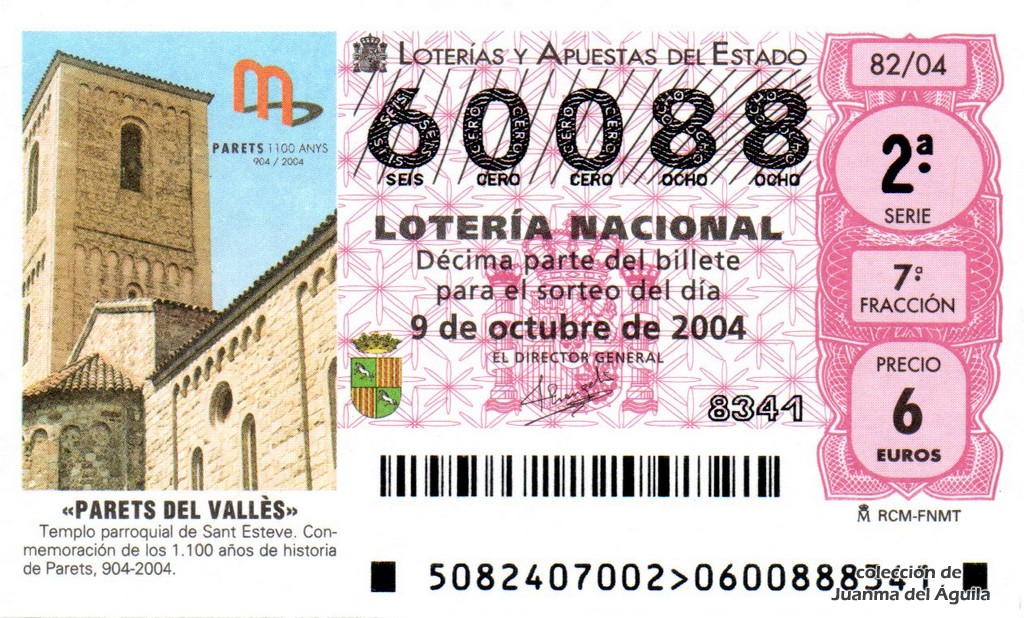 m
PARETS 1100 ANYS
904 / 2004
«PARETS DEL VALLÈS»
Templo parroquial de Sant Esteve. Con-
memoración de los 1.100 años de historia
de Parets, 904-2004.
LOTERÍAS Y APUESTAS DEL ESTADO
60088
SEIS CERO CERO OCHO OCHO
LOTERÍA NACIONAL
Décima parte del billete
para el sorteo del día
9 de octubre de 2004
EL DIRECTOR GENERAL
8341
82/04
2ª
SERIE
7ª
FRACCIÓN
PRECIO
6
EUROS
M RCM-FNMT
5082407002>0600888341
colección de
Juanma del Águila